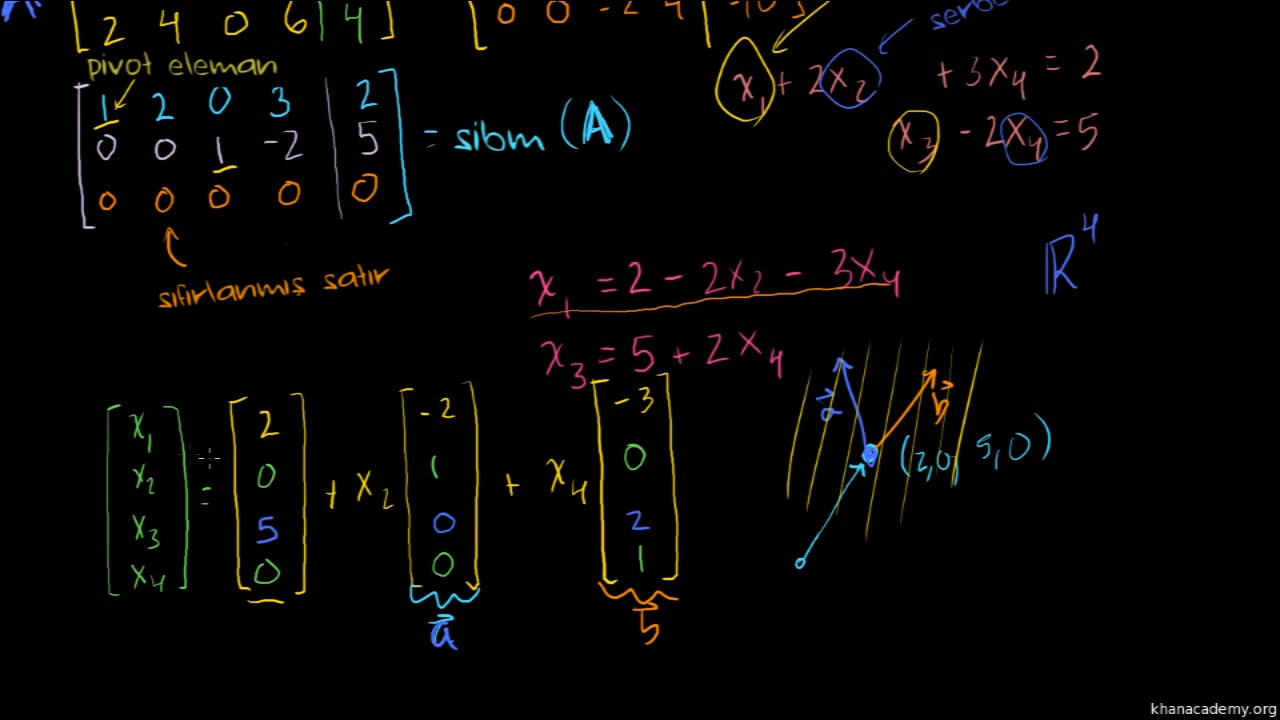 [2 4 0 6 | 4] [0 0 -2 4 |
pivot eleman
x₁ + 2x₂ + 3x₄ = 2
x₃ - 2x₄ = 5
[1 2 0 3 | 2]
[0 0 1 -2 | 5] = sibm (A)
[0 0 0 0 | 0]
sıfırlanmış satır
x₁ = 2 - 2x₂ - 3x₄
ℝ⁴
x₃ = 5 + 2x₄
[x₁] [2] [-2] [-3]
[x₂] = [0] + x₂ [1] + x₄ [0]
[x₃] [5] [0] [2]
[x₄] [0] [0] [1]
a⃗ b⃗
a⃗ b⃗
(2,0,5,0)
khanacademy.org